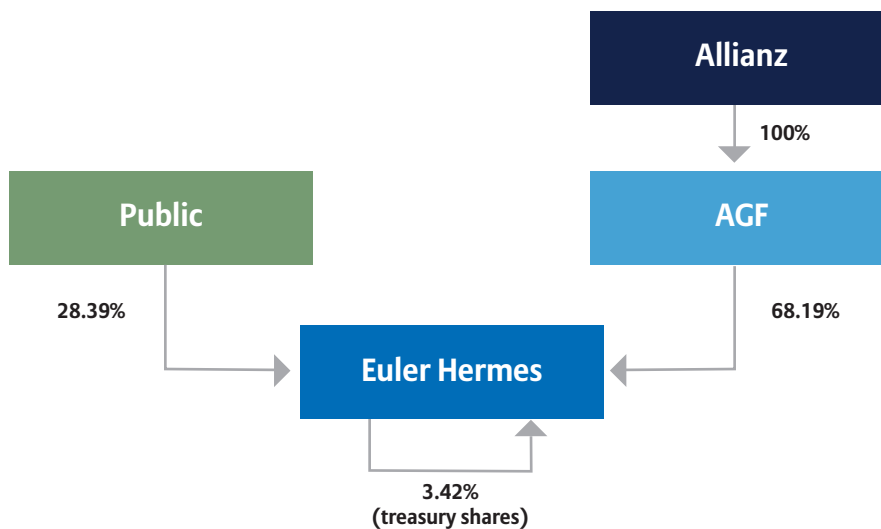 Allianz
100%
Public
AGF
28.39%
68.19%
Euler Hermes
3.42%
(treasury shares)